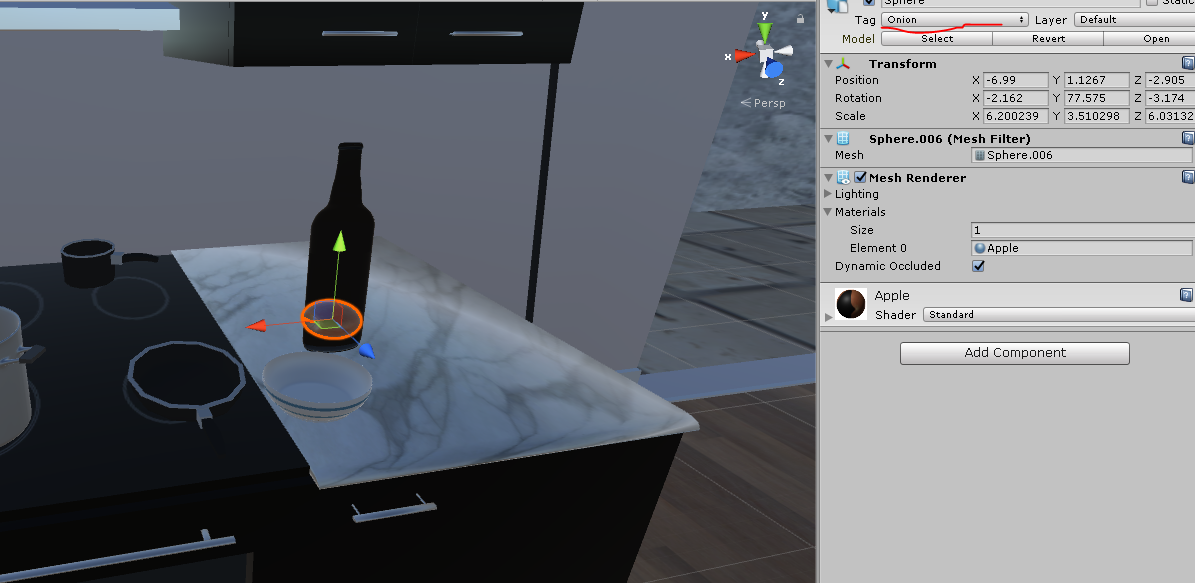 Sphere
Static
Tag Onion Layer Default
Model Select Revert Open
y
x
z
Persp
Transform
Position X -6.99 Y 1.1267 Z -2.905
Rotation X -2.162 Y 77.575 Z -3.174
Scale X 6.200239 Y 3.510298 Z 6.03132
Sphere.006 (Mesh Filter)
Mesh Sphere.006
Mesh Renderer
Lighting
Materials
Size 1
Element 0 Apple
Dynamic Occluded
Apple
Shader Standard
Add Component